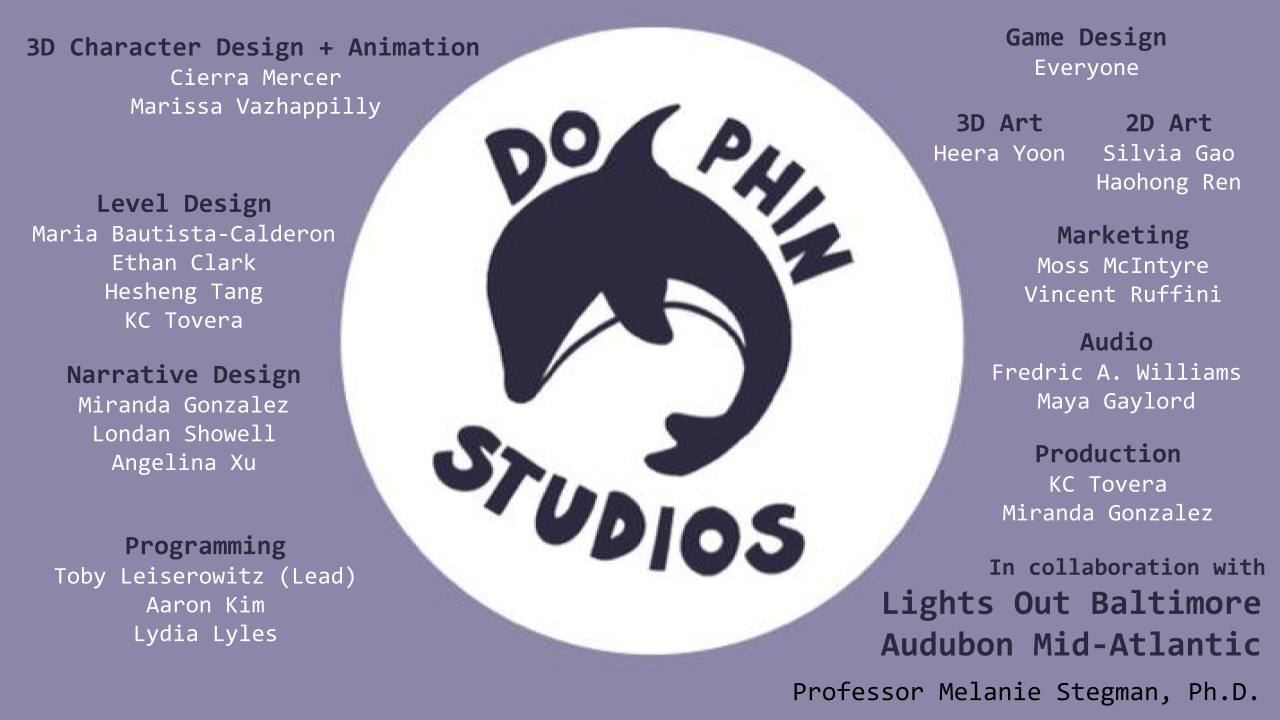 3D Character Design + Animation
Cierra Mercer
Marissa Vazhappilly
Level Design
Maria Bautista-Calderon
Ethan Clark
Hesheng Tang
KC Tovera
Narrative Design
Miranda Gonzalez
Londan Showell
Angelina Xu
Programming
Toby Leiserowitz (Lead)
Aaron Kim
Lydia Lyles
DO PHIN
STUDIOS
Game Design
Everyone
3D Art
Heera Yoon
2D Art
Silvia Gao
Haohong Ren
Marketing
Moss McIntyre
Vincent Ruffini
Audio
Fredric A. Williams
Maya Gaylord
Production
KC Tovera
Miranda Gonzalez
In collaboration with
Lights Out Baltimore
Audubon Mid-Atlantic
Professor Melanie Stegman, Ph.D.